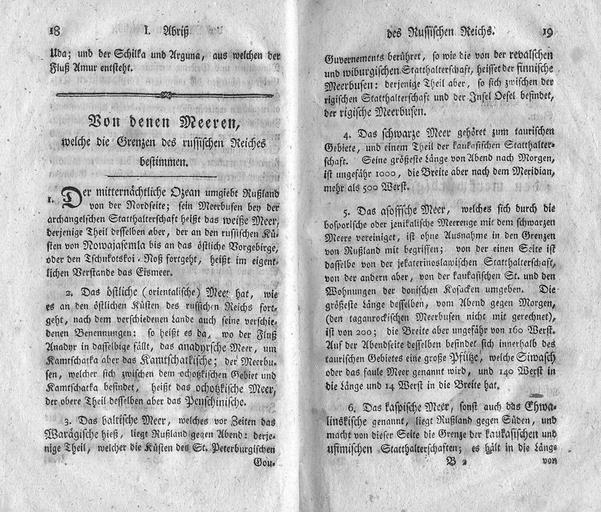 18 I. Abriß
Uda; und der Schilka und Arguna, aus welchen der
Fluß Amur entsteht.
Von denen Meeren,
welche die Grenzen des russischen Reiches
bestimmen.
1. Der mitternächtliche Ozean umgiebt Rußland
von der Nordseite; sein Meerbusen bey der
archangelschen Statthalterschaft heißt das weiße Meer,
derjenige Theil desselben aber, der an den russischen Kü-
sten von Nowajasemla bis an das östliche Vorgebirge,
oder den Tschukotskoi-Noß fortgeht, heißt im eigent-
lichen Verstande das Eismeer.
2. Das östliche (orientalische) Meer hat, wie
es an den östlichen Küsten des russischen Reichs fort-
geht, nach dem verschiedenen Lande auch seine verschie-
denen Benennungen: so heißt es da, wo der Fluß
Anadyr in dasselbige fällt, das anadyrsche Meer, um
Kamtscharka aber das Kamtscharkische; der Meerbu-
sen, welcher sich zwischen dem ochotzkischen Gebiet und
Kamtscharka befindet, heißt das ochotzkische Meer,
der obere Theil desselben aber das Penschinische.
3. Das baltische Meer, welches vor Zeiten das
Warägische hieß, liegt Rußland gegen Abend: derje-
nige Theil, welcher die Küsten des St. Petersburgischen
Gou-
des Russischen Reichs. 19
Guvernements berühret, so wie die von der revalschen
und wiburgischen Statthalterschaft, heisset der finnische
Meerbusen: derjenige Theil aber, so sich zwischen der
rigischen Statthalterschaft und der Insel Oesel befindet,
der rigische Meerbusen.
4. Das schwarze Meer gehöret zum taurischen
Gebiete, und einem Theil der kaukasischen Statthalter-
schaft. Seine größeste Länge von Abend nach Morgen,
ist ungefähr 1000, die Breite aber nach dem Meridian,
mehr als 500 Werst.
5. Das asoffsche Meer, welches sich durch die
bosporische oder jenikalische Meerenge mit dem schwarzen
Meere vereiniget, ist ohne Ausnahme in den Grenzen
von Rußland mit begriffen; von der einen Seite ist
dasselbe von der jekaterinoslawischen Statthalterschaft,
von der andern aber, von der kaukasischen St. und den
Wohnungen der donischen Kosacken umgeben. Die
größeste Länge desselben, vom Abend gegen Morgen,
(den taganrockischen Meerbusen nicht mit gerechnet),
ist von 200; die Breite aber ungefähr von 160 Werst.
Auf der Abendseite desselben befindet sich innerhalb des
taurischen Gebietes eine große Pfütze, welche Siwasch
oder das faule Meer genannt wird, und 140 Werst in
die Länge und 14 Werst in die Breite hat.
6. Das kaspische Meer, sonst auch das Chwa-
linskische genannt, liegt Rußland gegen Süden, und
macht von dieser Seite die Grenze der kaukasischen und
ufimischen Statthalterschaften; es hält in die Länge
B 2 von